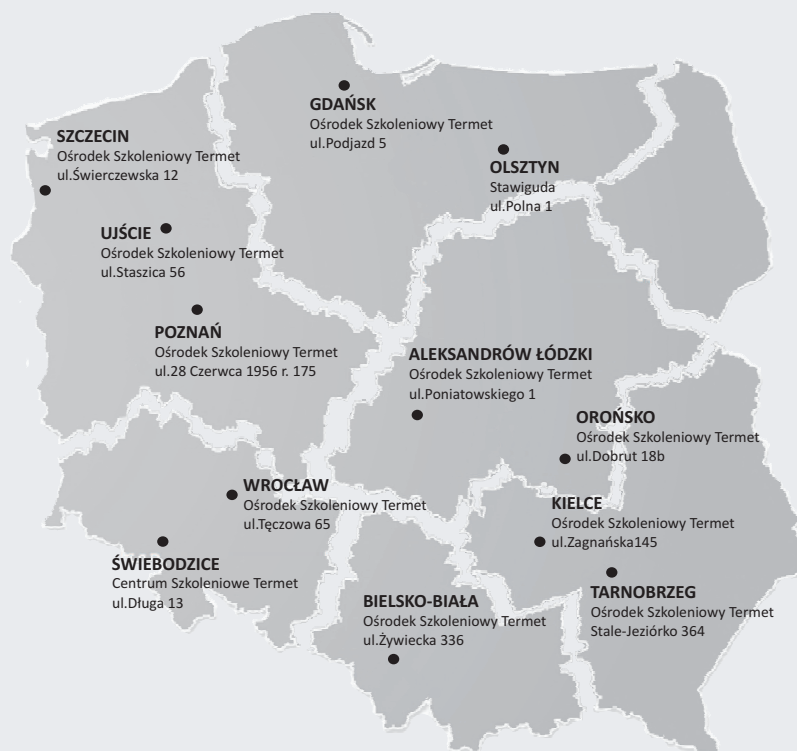 GDAŃSK
Ośrodek Szkoleniowy Termet
ul.Podjazd 5
SZCZECIN
Ośrodek Szkoleniowy Termet
ul.Świerczewska 12
OLSZTYN
Stawiguda
ul.Polna 1
UJŚCIE
Ośrodek Szkoleniowy Termet
ul.Staszica 56
POZNAŃ
Ośrodek Szkoleniowy Termet
ul.28 Czerwca 1956 r. 175
ALEKSANDRÓW ŁÓDZKI
Ośrodek Szkoleniowy Termet
ul.Poniatowskiego 1
OROŃSKO
Ośrodek Szkoleniowy Termet
ul.Dobrut 18b
WROCŁAW
Ośrodek Szkoleniowy Termet
ul.Tęczowa 65
KIELCE
Ośrodek Szkoleniowy Termet
ul.Zagnańska145
ŚWIEBODZICE
Centrum Szkoleniowe Termet
ul.Długa 13
TARNOBRZEG
Ośrodek Szkoleniowy Termet
Stale-Jeziórko 364
BIELSKO-BIAŁA
Ośrodek Szkoleniowy Termet
ul.Żywiecka 336